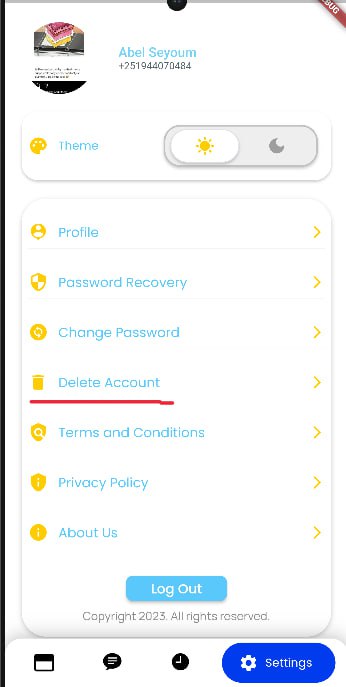 Abel Seyoum
+251944070484
Theme
Profile
Password Recovery
Change Password
Delete Account
Terms and Conditions
Privacy Policy
About Us
Log Out
Copyright 2023. All rights reserved.
Settings